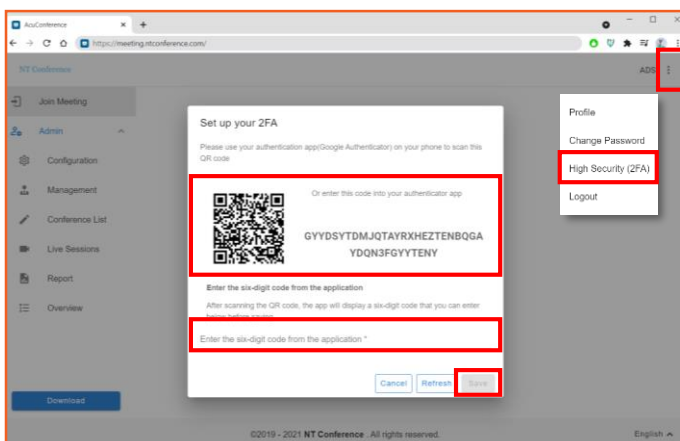 AcuConference
https://meeting.ntconference.com/
NT Conference
ADS
Join Meeting
Admin
Configuration
Management
Conference List
Live Sessions
Report
Overview
Download
Set up your 2FA
Please use your authentication app(Google Authenticator) on your phone to scan this
QR code
Or enter this code into your authenticator app
GYYDSYTDMJQTAYRXHEZTENBQGA
YDQN3FGYYTENY
Enter the six-digit code from the application
After scanning the QR code, the app will display a six-digit code that you can enter
below before saving
Enter the six-digit code from the application *
Cancel
Refresh
Save
Profile
Change Password
High Security (2FA)
Logout
©2019 - 2021 NT Conference . All rights reserved.
English